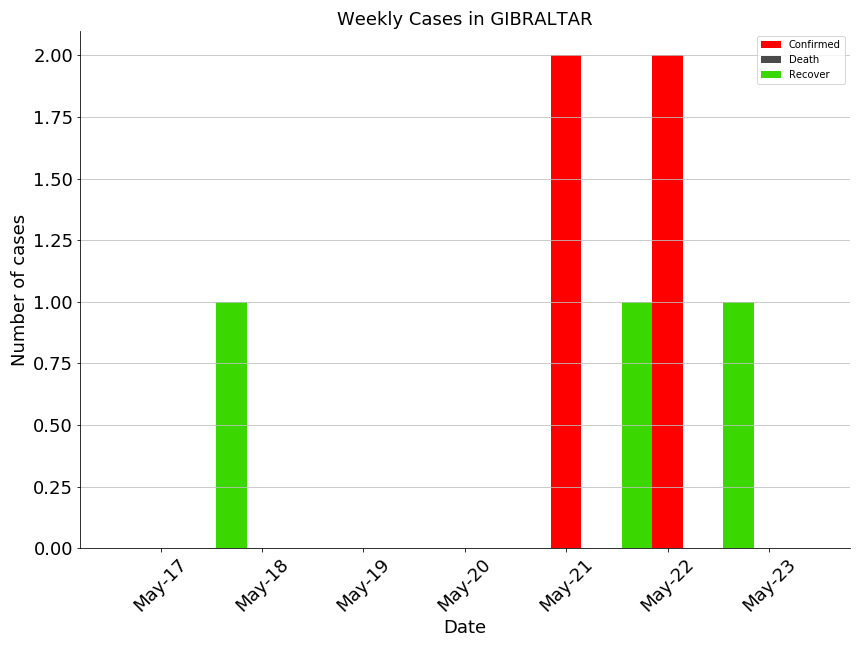 Weekly Cases in GIBRALTAR
Confirmed
Death
Recover
Number of cases
2.00
1.75
1.50
1.25
1.00
0.75
0.50
0.25
0.00
May-17 May-18 May-19 May-20 May-21 May-22 May-23
Date